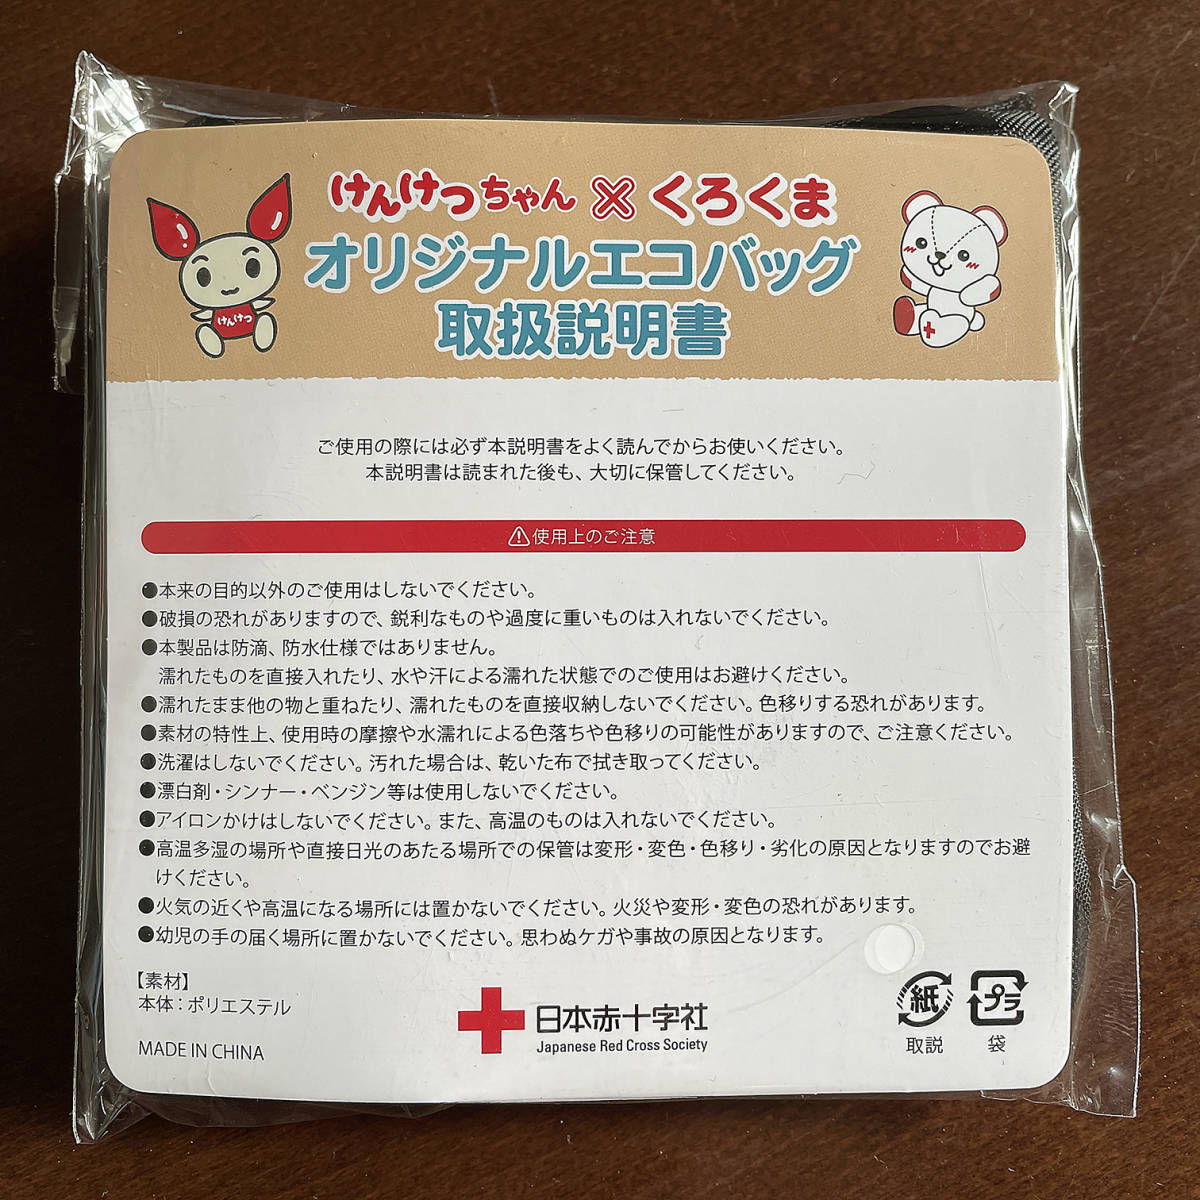 けんけつちゃん×くろくま
オリジナルエコバッグ
取扱説明書
けんけつ
ご使用の際には必ず本説明書をよく読んでからお使いください。
本説明書は読まれた後も、大切に保管してください。
⚠使用上のご注意
●本来の目的以外のご使用はしないでください。
●破損の恐れがありますので、鋭利なものや過度に重いものは入れないでください。
●本製品は防滴、防水仕様ではありません。
濡れたものを直接入れたり、水や汗による濡れた状態でのご使用はお避けください。
●濡れたまま他の物と重ねたり、濡れたものを直接収納しないでください。色移りする恐れがあります。
●素材の特性上、使用時の摩擦や水濡れによる色落ちや色移りの可能性がありますので、ご注意ください。
●洗濯はしないでください。汚れた場合は、乾いた布で拭き取ってください。
●漂白剤・シンナー・ベンジン等は使用しないでください。
●アイロンかけはしないでください。また、高温のものは入れないでください。
●高温多湿の場所や直接日光のあたる場所での保管は変形・変色・色移り・劣化の原因となりますのでお避
けください。
●火気の近くや高温になる場所には置かないでください。火災や変形・変色の恐れがあります。
●幼児の手の届く場所に置かないでください。思わぬケガや事故の原因となります。
【素材】
本体：ポリエステル
MADE IN CHINA
日本赤十字社
Japanese Red Cross Society
紙
取説
プラ
袋